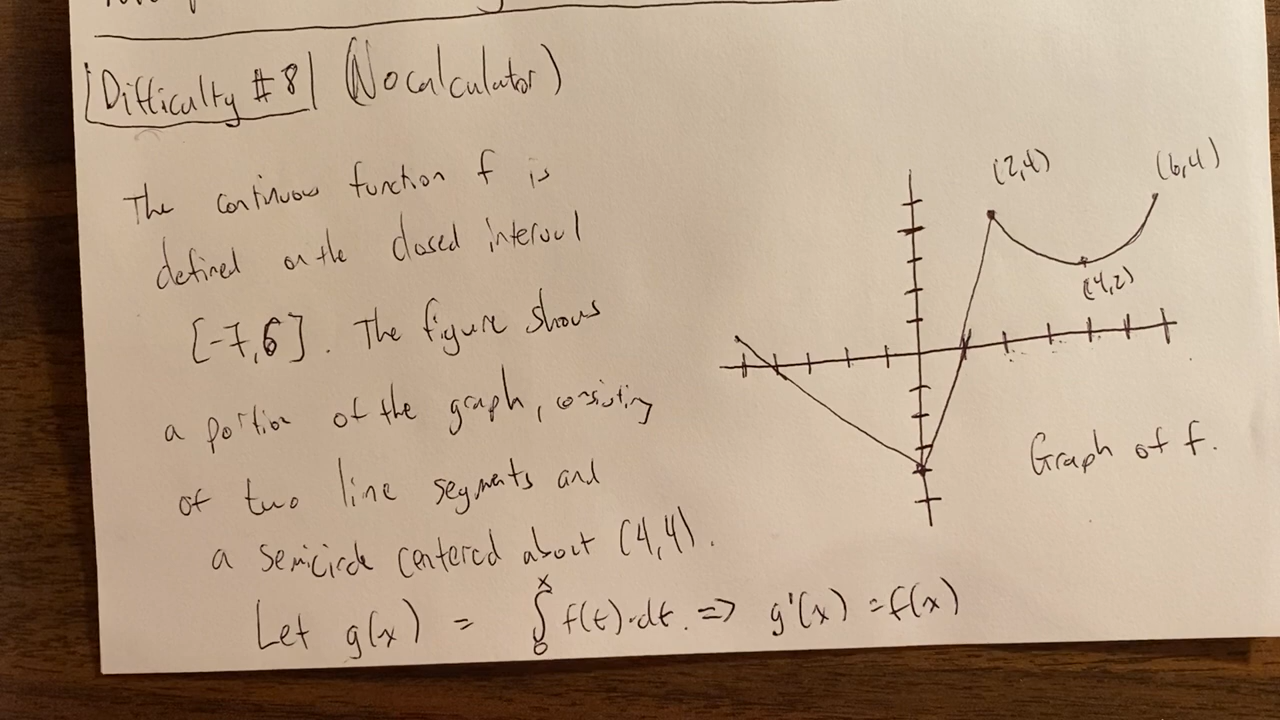 Difficulty #8 (No calculator)
The continuous function f is
defined on the closed interval
[-7,6]. The figure shows
a portion of the graph, consisting
of two line segments and
a semicircle centered about (4,4).
Let g(x) = ∫₀ˣ f(t)·dt. => g'(x) = f(x)
(2,4)
(6,4)
(4,2)
Graph of f.